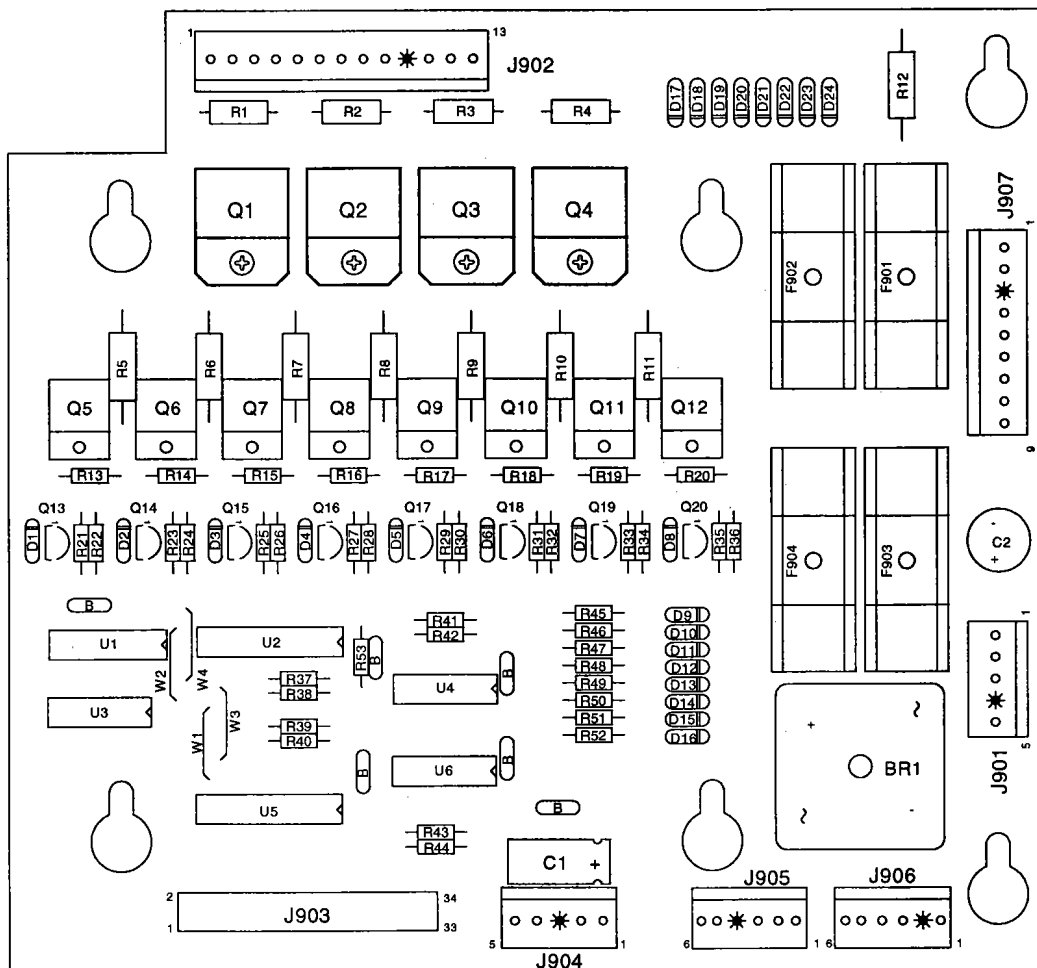 1 13
J902
R1 R2 R3 R4
D17 D18 D19 D20 D21 D22 D23 D24
R12
Q1 Q2 Q3 Q4
F902 F901
J907
1
9
R5 R6 R7 R8 R9 R10 R11
Q5 Q6 Q7 Q8 Q9 Q10 Q11 Q12
R13 R14 R15 R16 R17 R18 R19 R20
Q13 Q14 Q15 Q16 Q17 Q18 Q19 Q20
D1 R21 R22 D2 R23 R24 D3 R25 R26 D4 R27 R28 D5 R29 R30 D6 R31 R32 D7 R33 R34 D8 R35 R36
F904 F903
- C2 +
B
U1 U2
W2 W4
R53 B
R41
R42
R45
R46
R47
R48
R49
R50
R51
R52
D9
D10
D11
D12
D13
D14
D15
D16
1
5
J901
U3
R37
R38
W1 W3
R39
R40
U4 B
U6 B
B
U5
+ ~
BR1
~ -
B
R43
R44
C1 +
2 34
J903
1 33
5 1
J904
J905
6 1
J906
6 1